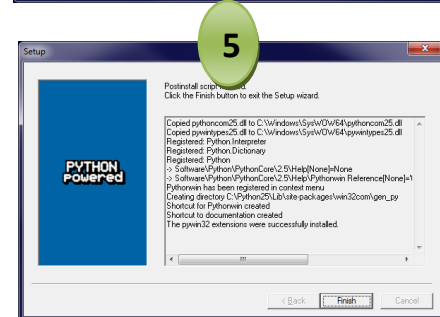 5
Setup
Postinstall script
Click the Finish button to exit the Setup wizard.
Copied pythoncom25.dll to C:\Windows\SysWOW64\pythoncom25.dll
Copied pywintypes25.dll to C:\Windows\SysWOW64\pywintypes25.dll
Registered: Python.Interpreter
Registered: Python.Dictionary
Registered: Python
-> Software\Python\PythonCore\2.5\Help[None]=None
-> Software\Python\PythonCore\2.5\Help\Pythonwin Reference[None]=
Pythonwin has been registered in context menu
Creating directory C:\Python25\Lib\site-packages\win32com\gen_py
Shortcut for Pythonwin created
Shortcut to documentation created
The pywin32 extensions were successfully installed.
PYTHON
Powered
< Back
Finish
Cancel